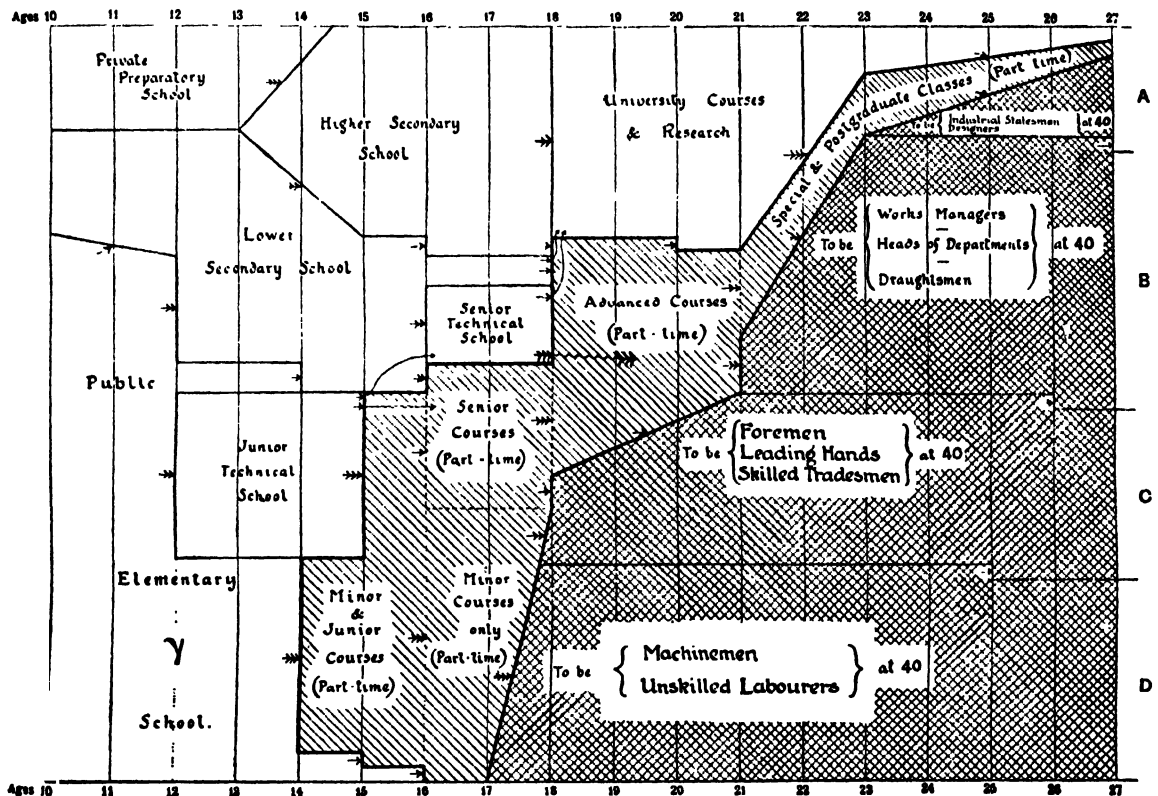 Ages 10 11 12 13 14 15 16 18 19 20 21 22 23 24 25 26 27
Private
Preparatory
School
Higher Secondary
School
University Courses
& Research
Special & Postgraduate Classes (Part time)
To be { Industrial Statesmen
Designers } at 40
A
Lower
Secondary School
Works Managers
To be { Heads of Departments } at 40
Draughtsmen
B
Senior
Technical
School
Advanced Courses
(Part-time)
Public
Junior
Technical
School
Senior
Courses
(Part-time)
To be { Foremen
Leading Hands
Skilled Tradesmen } at 40
C
Elementary
γ
School.
Minor
&
Junior
Courses
(Part-time)
Minor
Courses
only
(Part-time)
To be { Machinemen
Unskilled Labourers } at 40
D
Ages 10 11 12 13 14 15 16 17 18 19 20 21 22 23 24 25 26 27